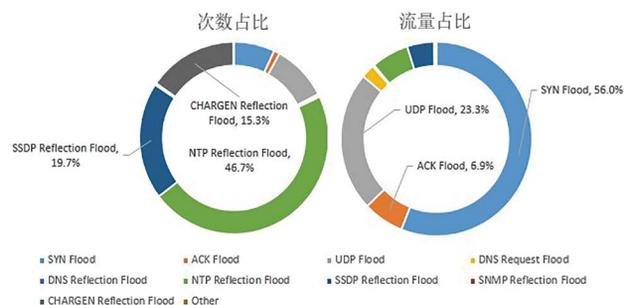 次数占比
流量占比
CHARGEN Reflection
Flood, 15.3%
SSDP Reflection Flood,
19.7%
NTP Reflection Flood,
46.7%
SYN Flood, 56.0%
UDP Flood, 23.3%
ACK Flood, 6.9%
SYN Flood
ACK Flood
UDP Flood
DNS Request Flood
DNS Reflection Flood
NTP Reflection Flood
SSDP Reflection Flood
SNMP Reflection Flood
CHARGEN Reflection Flood
Other